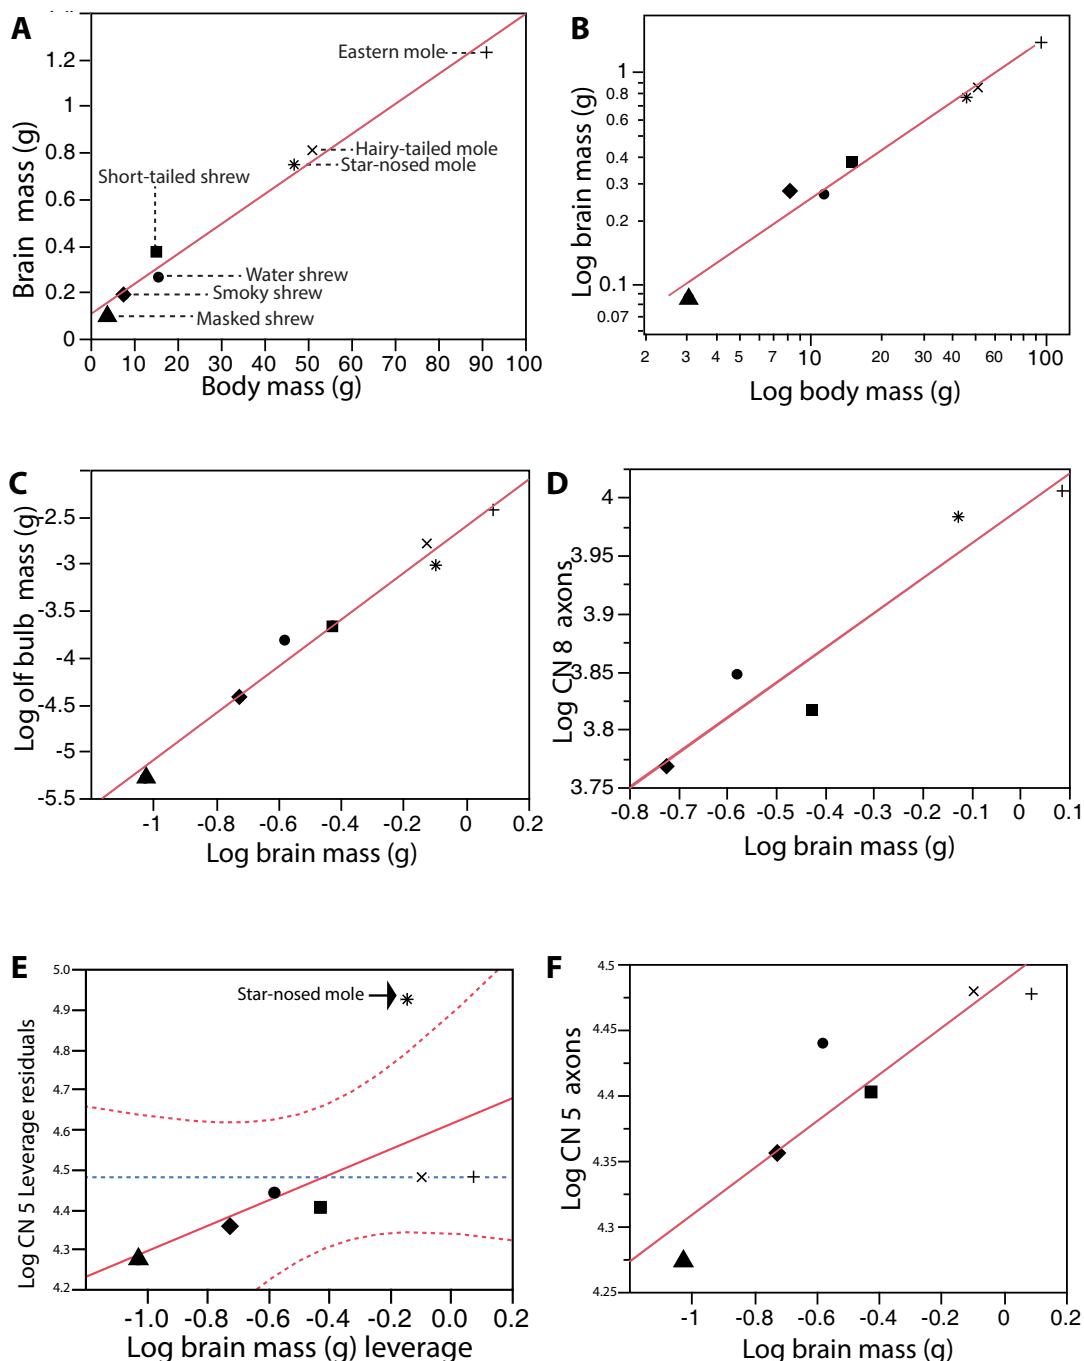 A
1.2
1
0.8
0.6
0.4
0.2
0
Brain mass (g)
Eastern mole
Hairy-tailed mole
Star-nosed mole
Short-tailed shrew
Water shrew
Smoky shrew
Masked shrew
0 10 20 30 40 50 60 70 80 90 100
Body mass (g)
B
1
0.8
0.6
0.4
0.3
0.2
0.1
0.07
Log brain mass (g)
2 3 4 5 7 10 20 30 40 60 100
Log body mass (g)
C
-2.5
-3
-3.5
-4
-4.5
-5
-5.5
Log olf bulb mass (g)
-1 -0.8 -0.6 -0.4 -0.2 0 0.2
Log brain mass (g)
D
4
3.95
3.9
3.85
3.8
3.75
Log CN 8 axons
-0.8 -0.7 -0.6 -0.5 -0.4 -0.3 -0.2 -0.1 0 0.1
Log brain mass (g)
E
5.0
4.9
4.8
4.7
4.6
4.5
4.4
4.3
4.2
Log CN 5 Leverage residuals
Star-nosed mole
-1.0 -0.8 -0.6 -0.4 -0.2 0.0 0.2
Log brain mass (g) leverage
F
4.5
4.45
4.4
4.35
4.3
4.25
Log CN 5 axons
-1 -0.8 -0.6 -0.4 -0.2 0 0.2
Log brain mass (g)